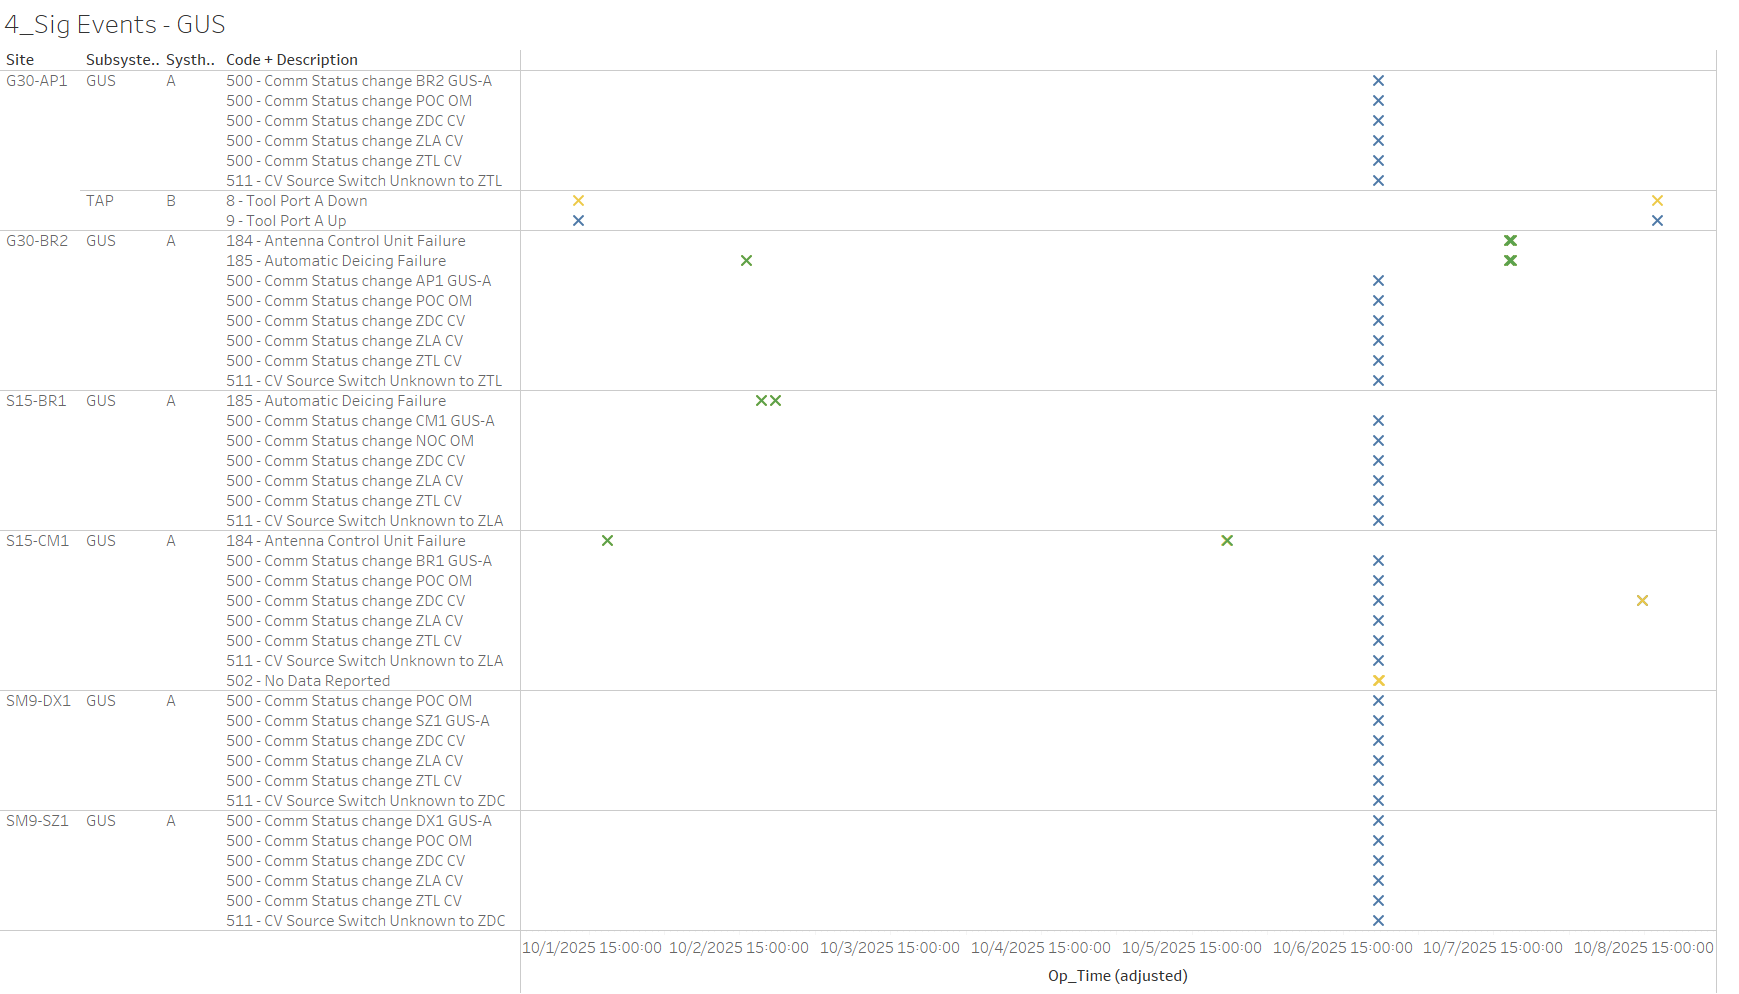 4_Sig Events - GUS
Site Subsyste.. Systh.. Code + Description
G30-AP1 GUS A 500 - Comm Status change BR2 GUS-A
500 - Comm Status change POC OM
500 - Comm Status change ZDC CV
500 - Comm Status change ZLA CV
500 - Comm Status change ZTL CV
511 - CV Source Switch Unknown to ZTL
TAP B 8 - Tool Port A Down
9 - Tool Port A Up
G30-BR2 GUS A 184 - Antenna Control Unit Failure
185 - Automatic Deicing Failure
500 - Comm Status change AP1 GUS-A
500 - Comm Status change POC OM
500 - Comm Status change ZDC CV
500 - Comm Status change ZLA CV
500 - Comm Status change ZTL CV
511 - CV Source Switch Unknown to ZTL
S15-BR1 GUS A 185 - Automatic Deicing Failure
500 - Comm Status change CM1 GUS-A
500 - Comm Status change NOC OM
500 - Comm Status change ZDC CV
500 - Comm Status change ZLA CV
500 - Comm Status change ZTL CV
511 - CV Source Switch Unknown to ZLA
S15-CM1 GUS A 184 - Antenna Control Unit Failure
500 - Comm Status change BR1 GUS-A
500 - Comm Status change POC OM
500 - Comm Status change ZDC CV
500 - Comm Status change ZLA CV
500 - Comm Status change ZTL CV
511 - CV Source Switch Unknown to ZLA
502 - No Data Reported
SM9-DX1 GUS A 500 - Comm Status change POC OM
500 - Comm Status change SZ1 GUS-A
500 - Comm Status change ZDC CV
500 - Comm Status change ZLA CV
500 - Comm Status change ZTL CV
511 - CV Source Switch Unknown to ZDC
SM9-SZ1 GUS A 500 - Comm Status change DX1 GUS-A
500 - Comm Status change POC OM
500 - Comm Status change ZDC CV
500 - Comm Status change ZLA CV
500 - Comm Status change ZTL CV
511 - CV Source Switch Unknown to ZDC
10/1/2025 15:00:00 10/2/2025 15:00:00 10/3/2025 15:00:00 10/4/2025 15:00:00 10/5/2025 15:00:00 10/6/2025 15:00:00 10/7/2025 15:00:00 10/8/2025 15:00:00
Op_Time (adjusted)